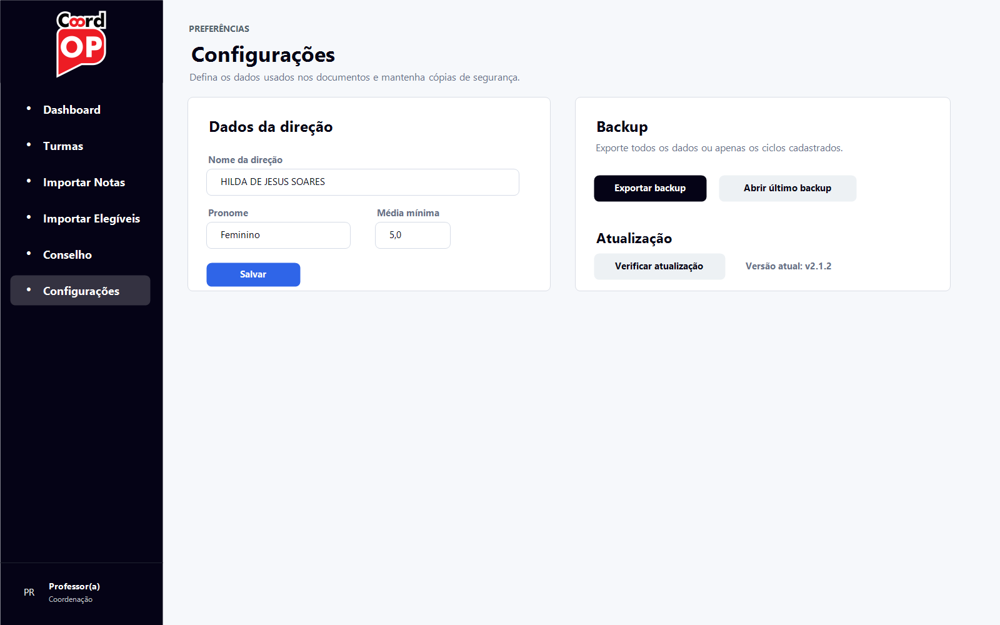 Coord
OP
Dashboard
Turmas
Importar Notas
Importar Elegíveis
Conselho
Configurações
PR
Professor(a)
Coordenação
PREFERÊNCIAS
Configurações
Defina os dados usados nos documentos e mantenha cópias de segurança.
Dados da direção
Nome da direção
HILDA DE JESUS SOARES
Pronome
Média mínima
Feminino
5,0
Salvar
Backup
Exporte todos os dados ou apenas os ciclos cadastrados.
Exportar backup
Abrir último backup
Atualização
Verificar atualização
Versão atual: v2.1.2